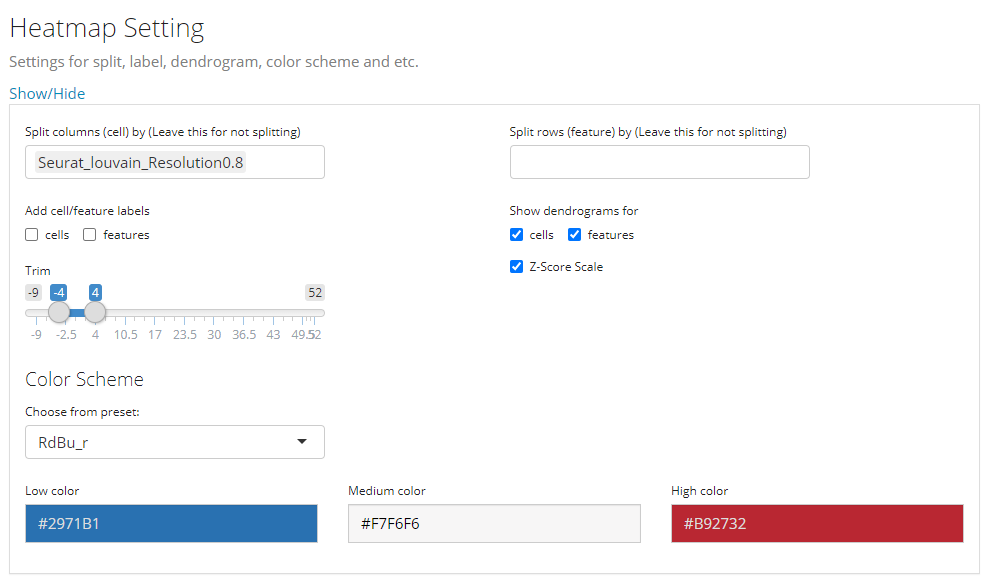 Heatmap Setting
Settings for split, label, dendrogram, color scheme and etc.
Show/Hide
Split columns (cell) by (Leave this for not splitting)
Split rows (feature) by (Leave this for not splitting)
Seurat_louvain_Resolution0.8
Add cell/feature labels
Show dendrograms for
cells features
cells features
Trim
Z-Score Scale
-9 -4 4 52
-9 -2.5 4 10.5 17 23.5 30 36.5 43 49.5 52
Color Scheme
Choose from preset:
RdBu_r
Low color
Medium color
High color
#2971B1
#F7F6F6
#B92732